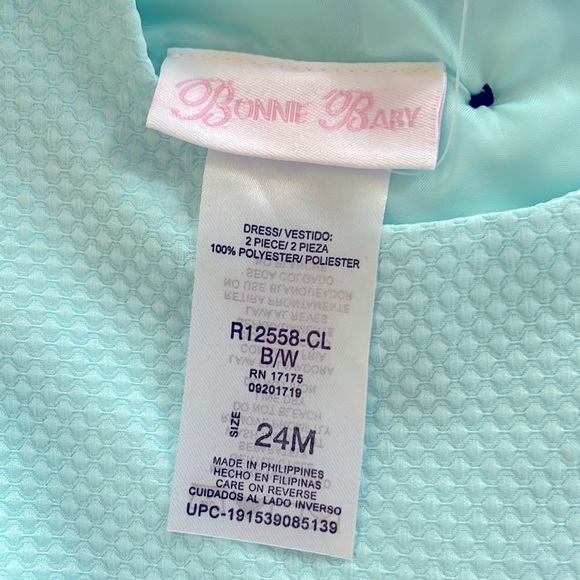 BONNIE BABY
DRESS/ VESTIDO:
2 PIECE/ 2 PIEZA
100% POLYESTER/ POLIESTER
R12558-CL
B/W
RN 17175
09201719
SIZE 24M
MADE IN PHILIPPINES
HECHO EN FILIPINAS
CARE ON REVERSE
CUIDADOS AL LADO INVERSO
UPC-191539085139